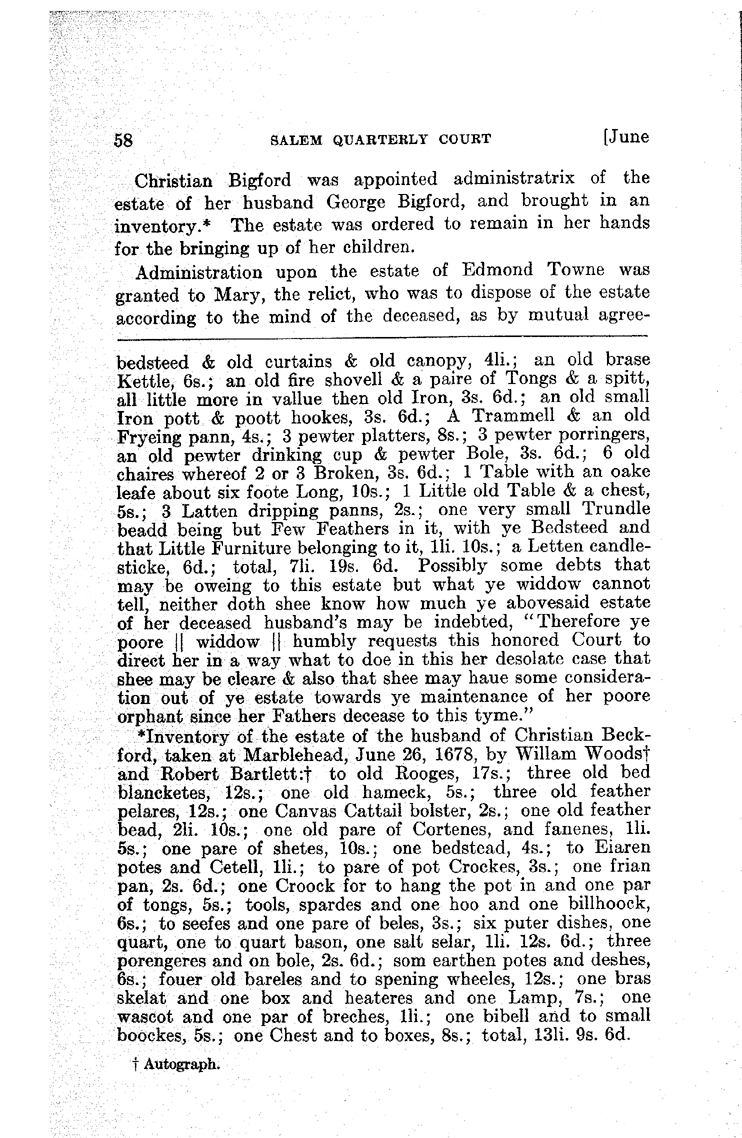 58 SALEM QUARTERLY COURT [June
Christian Bigford was appointed administratrix of the
estate of her husband George Bigford, and brought in an
inventory.* The estate was ordered to remain in her hands
for the bringing up of her children.
Administration upon the estate of Edmond Towne was
granted to Mary, the relict, who was to dispose of the estate
according to the mind of the deceased, as by mutual agree-
bedsteed & old curtains & old canopy, 4li.; an old brase
Kettle, 6s.; an old fire shovell & a paire of Tongs & a spitt,
all little more in vallue then old Iron, 3s. 6d.; an old small
Iron pott & poott hookes, 3s. 6d.; A Trammell & an old
Fryeing pann, 4s.; 3 pewter platters, 8s.; 3 pewter porringers,
an old pewter drinking cup & pewter Bole, 3s. 6d.; 6 old
chaires whereof 2 or 3 Broken, 3s. 6d.; 1 Table with an oake
leafe about six foote Long, 10s.; 1 Little old Table & a chest,
5s.; 3 Latten dripping panns, 2s.; one very small Trundle
beadd being but Few Feathers in it, with ye Bedsteed and
that Little Furniture belonging to it, 1li. 10s.; a Letten candle-
sticke, 6d.; total, 7li. 19s. 6d. Possibly some debts that
may be oweing to this estate but what ye widdow cannot
tell, neither doth shee know how much ye abovesaid estate
of her deceased husband's may be indebted, "Therefore ye
poore || widdow || humbly requests this honored Court to
direct her in a way what to doe in this her desolate case that
shee may be cleare & also that shee may haue some considera-
tion out of ye estate towards ye maintenance of her poore
orphant since her Fathers decease to this tyme."
*Inventory of the estate of the husband of Christian Beck-
ford, taken at Marblehead, June 26, 1678, by Willam Woods†
and Robert Bartlett:† to old Rooges, 17s.; three old bed
blancketes, 12s.; one old hameck, 5s.; three old feather
pelares, 12s.; one Canvas Cattail bolster, 2s.; one old feather
bead, 2li. 10s.; one old pare of Cortenes, and fanenes, 1li.
5s.; one pare of shetes, 10s.; one bedstead, 4s.; to Eiaren
potes and Cetell, 1li.; to pare of pot Crockes, 3s.; one frian
pan, 2s. 6d.; one Croock for to hang the pot in and one par
of tongs, 5s.; tools, spardes and one hoo and one billhoock,
6s.; to seefes and one pare of beles, 3s.; six puter dishes, one
quart, one to quart bason, one salt selar, 1li. 12s. 6d.; three
porengeres and on bole, 2s. 6d.; som earthen potes and deshes,
6s.; fouer old bareles and to spening wheeles, 12s.; one bras
skelat and one box and heateres and one Lamp, 7s.; one
wascot and one par of breches, 1li.; one bibell and to small
boockes, 5s.; one Chest and to boxes, 8s.; total, 13li. 9s. 6d.
† Autograph.